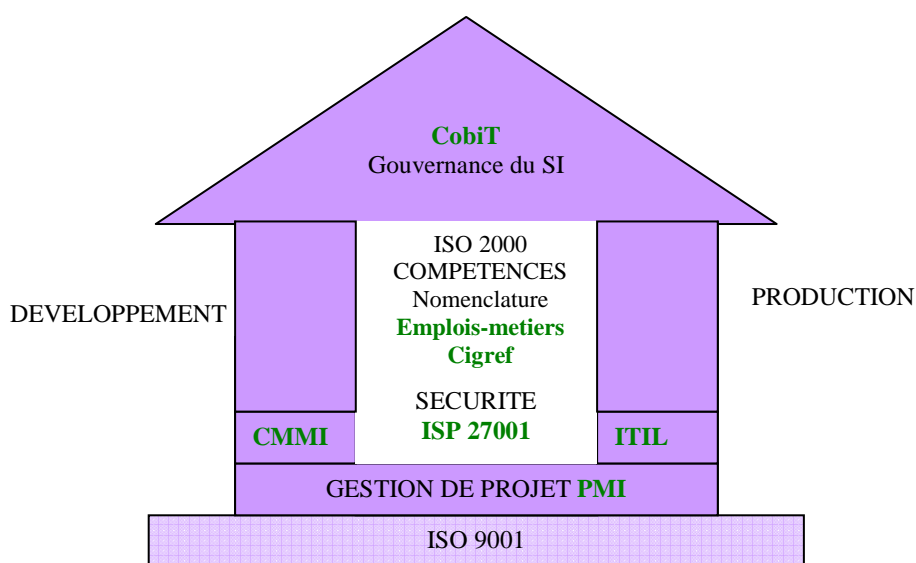 CobiT
Gouvernance du SI
ISO 2000
COMPETENCES
Nomenclature
Emplois-metiers
Cigref
DEVELOPPEMENT
PRODUCTION
SECURITE
ISP 27001
CMMI
ITIL
GESTION DE PROJET PMI
ISO 9001